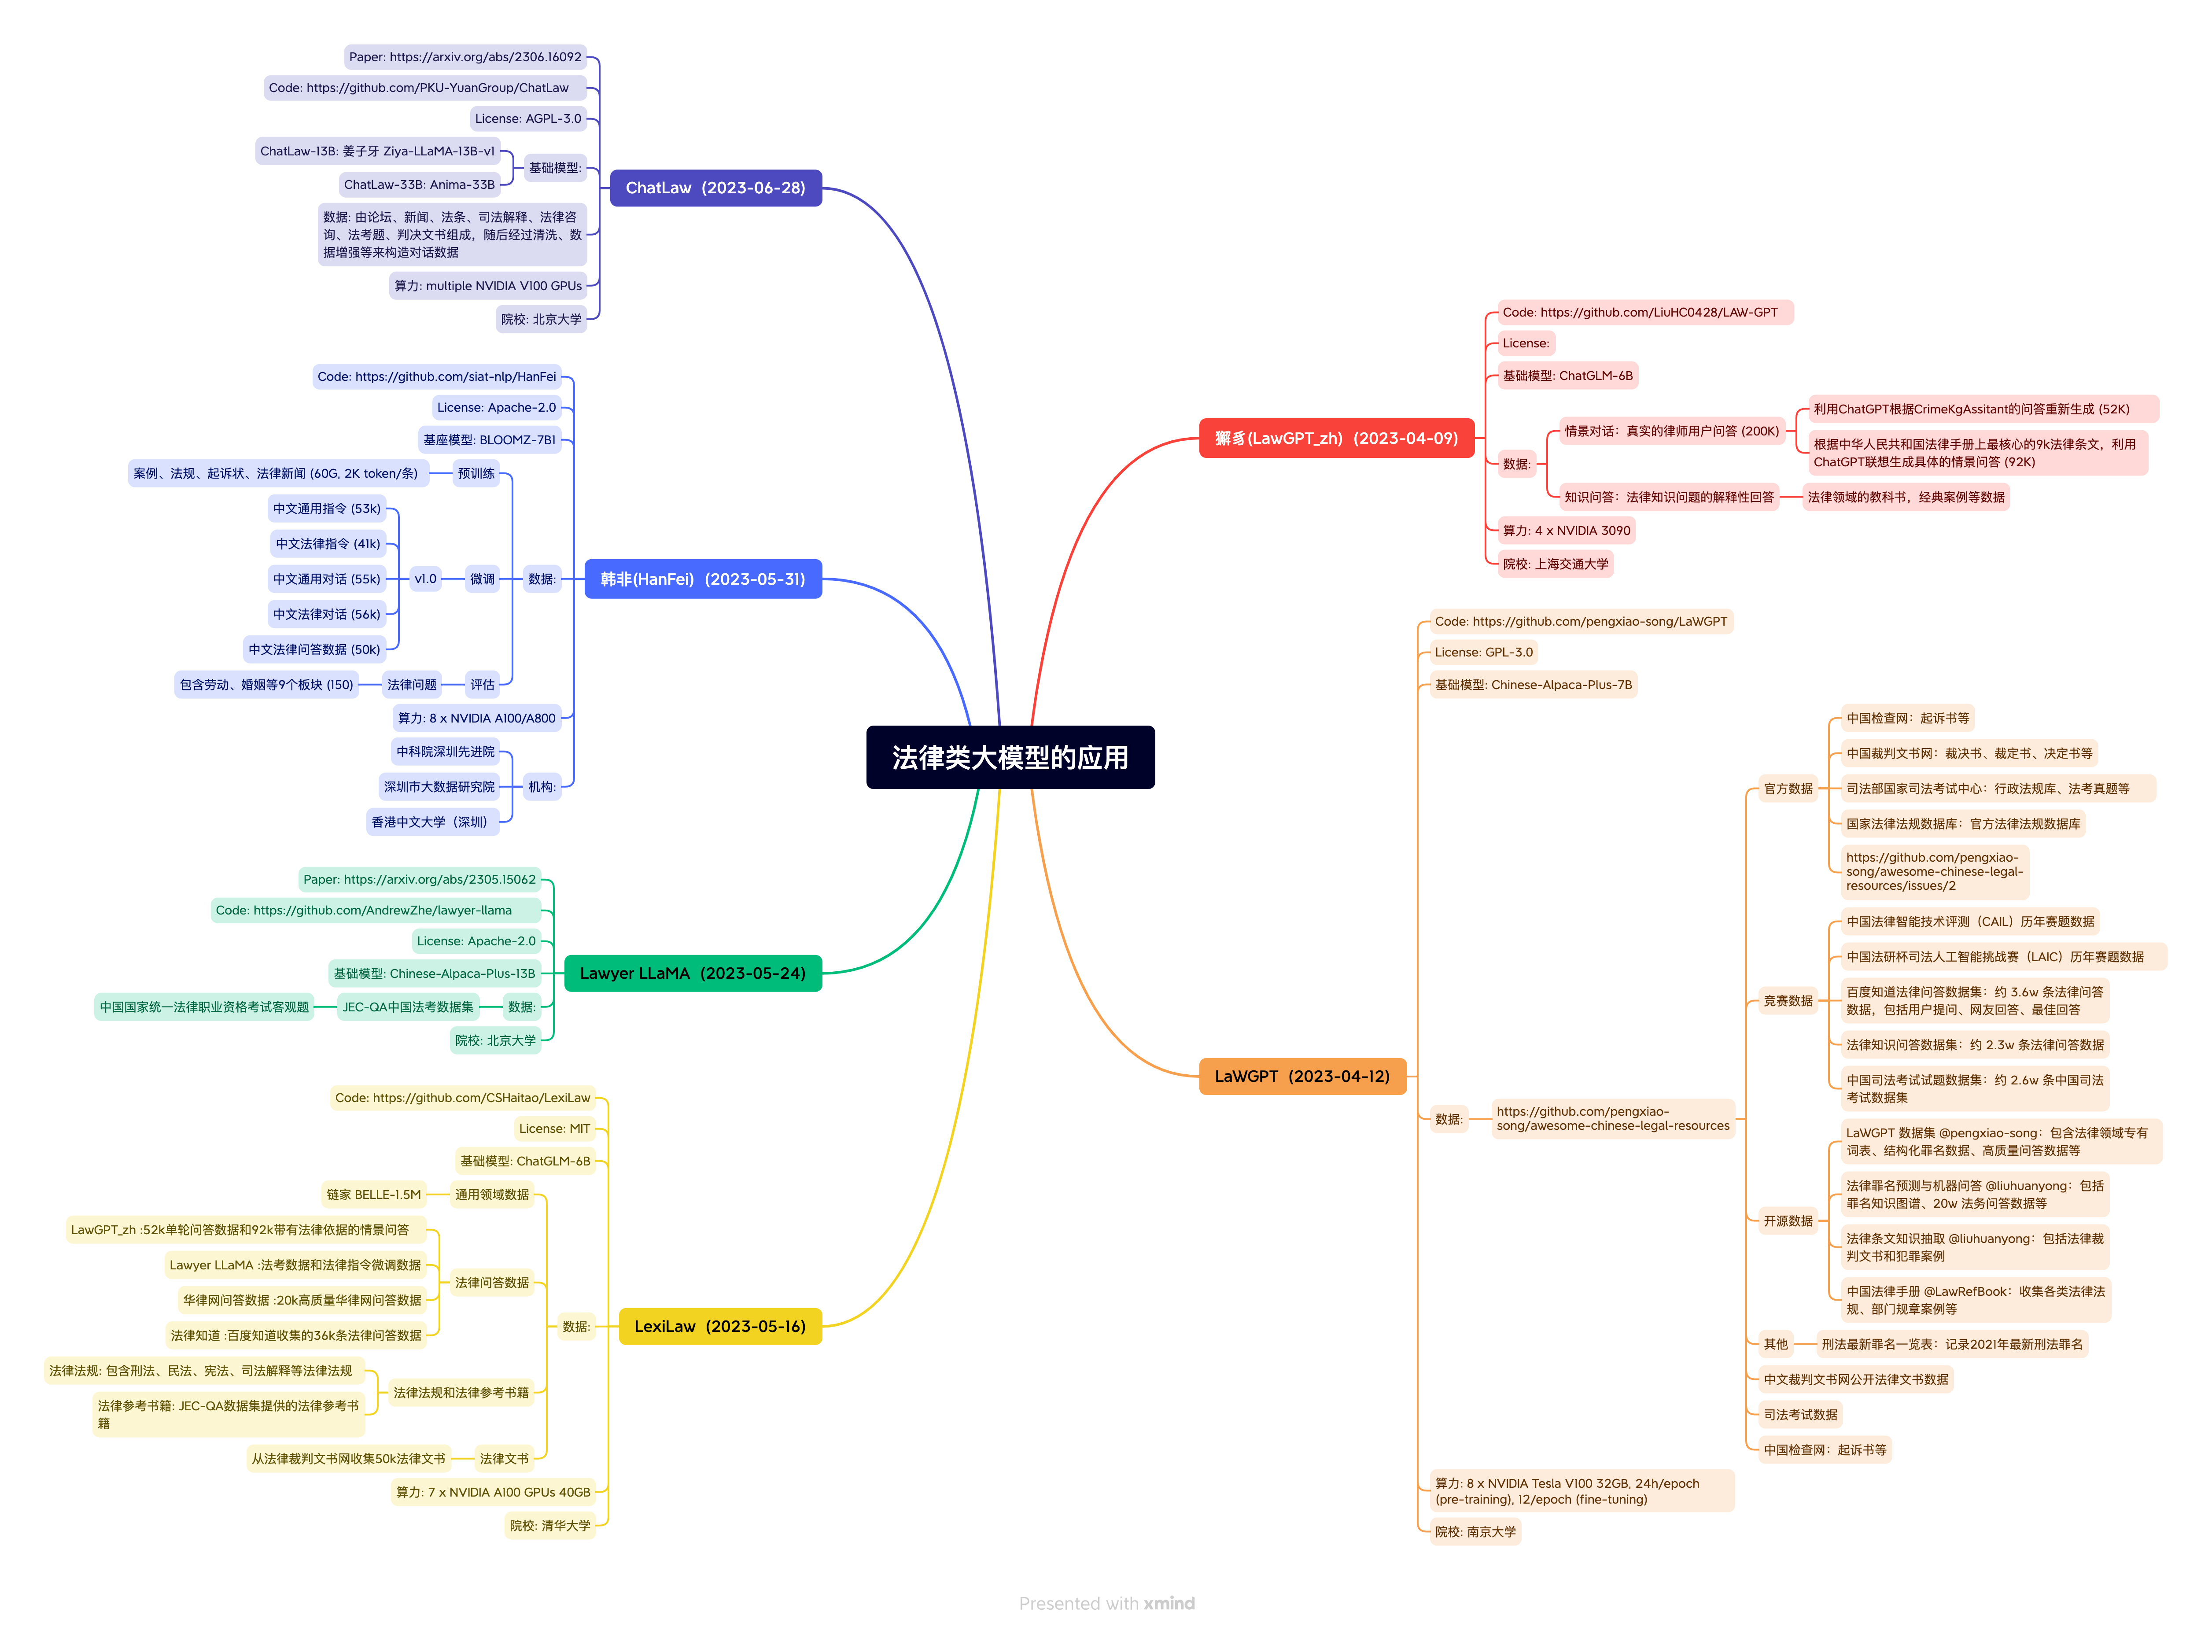 法律类大模型的应用
ChatLaw (2023-06-28)
Paper: https://arxiv.org/abs/2306.16092
Code: https://github.com/PKU-YuanGroup/ChatLaw
License: AGPL-3.0
基础模型:
ChatLaw-13B: 姜子牙 Ziya-LLaMA-13B-v1
ChatLaw-33B: Anima-33B
数据: 由论坛、新闻、法条、司法解释、法律咨
询、法考题、判决文书组成，随后经过清洗、数
据增强等来构造对话数据
算力: multiple NVIDIA V100 GPUs
院校: 北京大学
韩非(HanFei) (2023-05-31)
Code: https://github.com/siat-nlp/HanFei
License: Apache-2.0
基座模型: BLOOMZ-7B1
数据:
预训练
案例、法规、起诉状、法律新闻 (60G, 2K token/条)
微调
v1.0
中文通用指令 (53k)
中文法律指令 (41k)
中文通用对话 (55k)
中文法律对话 (56k)
中文法律问答数据 (50k)
评估
法律问题
包含劳动、婚姻等9个板块 (150)
算力: 8 x NVIDIA A100/A800
机构:
中科院深圳先进院
深圳市大数据研究院
香港中文大学（深圳）
Lawyer LLaMA (2023-05-24)
Paper: https://arxiv.org/abs/2305.15062
Code: https://github.com/AndrewZhe/lawyer-llama
License: Apache-2.0
基础模型: Chinese-Alpaca-Plus-13B
数据:
JEC-QA中国法考数据集
中国国家统一法律职业资格考试客观题
院校: 北京大学
LexiLaw (2023-05-16)
Code: https://github.com/CSHaitao/LexiLaw
License: MIT
基础模型: ChatGLM-6B
数据:
通用领域数据
链家 BELLE-1.5M
法律问答数据
LawGPT_zh :52k单轮问答数据和92k带有法律依据的情景问答
Lawyer LLaMA :法考数据和法律指令微调数据
华律网问答数据 :20k高质量华律网问答数据
法律知道 :百度知道收集的36k条法律问答数据
法律法规和法律参考书籍
法律法规: 包含刑法、民法、宪法、司法解释等法律法规
法律参考书籍: JEC-QA数据集提供的法律参考书
籍
法律文书
从法律裁判文书网收集50k法律文书
算力: 7 x NVIDIA A100 GPUs 40GB
院校: 清华大学
獬豸(LawGPT_zh) (2023-04-09)
Code: https://github.com/LiuHC0428/LAW-GPT
License:
基础模型: ChatGLM-6B
数据:
情景对话：真实的律师用户问答 (200K)
利用ChatGPT根据CrimeKgAssitant的问答重新生成 (52K)
根据中华人民共和国法律手册上最核心的9k法律条文，利用
ChatGPT联想生成具体的情景问答 (92K)
知识问答：法律知识问题的解释性回答
法律领域的教科书，经典案例等数据
算力: 4 x NVIDIA 3090
院校: 上海交通大学
LaWGPT (2023-04-12)
Code: https://github.com/pengxiao-song/LaWGPT
License: GPL-3.0
基础模型: Chinese-Alpaca-Plus-7B
数据:
https://github.com/pengxiao-
song/awesome-chinese-legal-resources
官方数据
中国检查网：起诉书等
中国裁判文书网：裁决书、裁定书、决定书等
司法部国家司法考试中心：行政法规库、法考真题等
国家法律法规数据库：官方法律法规数据库
https://github.com/pengxiao-
song/awesome-chinese-legal-
resources/issues/2
竞赛数据
中国法律智能技术评测（CAIL）历年赛题数据
中国法研杯司法人工智能挑战赛（LAIC）历年赛题数据
百度知道法律问答数据集：约 3.6w 条法律问答
数据，包括用户提问、网友回答、最佳回答
法律知识问答数据集：约 2.3w 条法律问答数据
中国司法考试试题数据集：约 2.6w 条中国司法
考试数据集
开源数据
LaWGPT 数据集 @pengxiao-song：包含法律领域专有
词表、结构化罪名数据、高质量问答数据等
法律罪名预测与机器问答 @liuhuanyong：包括
罪名知识图谱、20w 法务问答数据等
法律条文知识抽取 @liuhuanyong：包括法律裁
判文书和犯罪案例
中国法律手册 @LawRefBook：收集各类法律法
规、部门规章案例等
其他
刑法最新罪名一览表：记录2021年最新刑法罪名
中文裁判文书网公开法律文书数据
司法考试数据
中国检查网：起诉书等
算力: 8 x NVIDIA Tesla V100 32GB, 24h/epoch
(pre-training), 12/epoch (fine-tuning)
院校: 南京大学
Presented with xmind